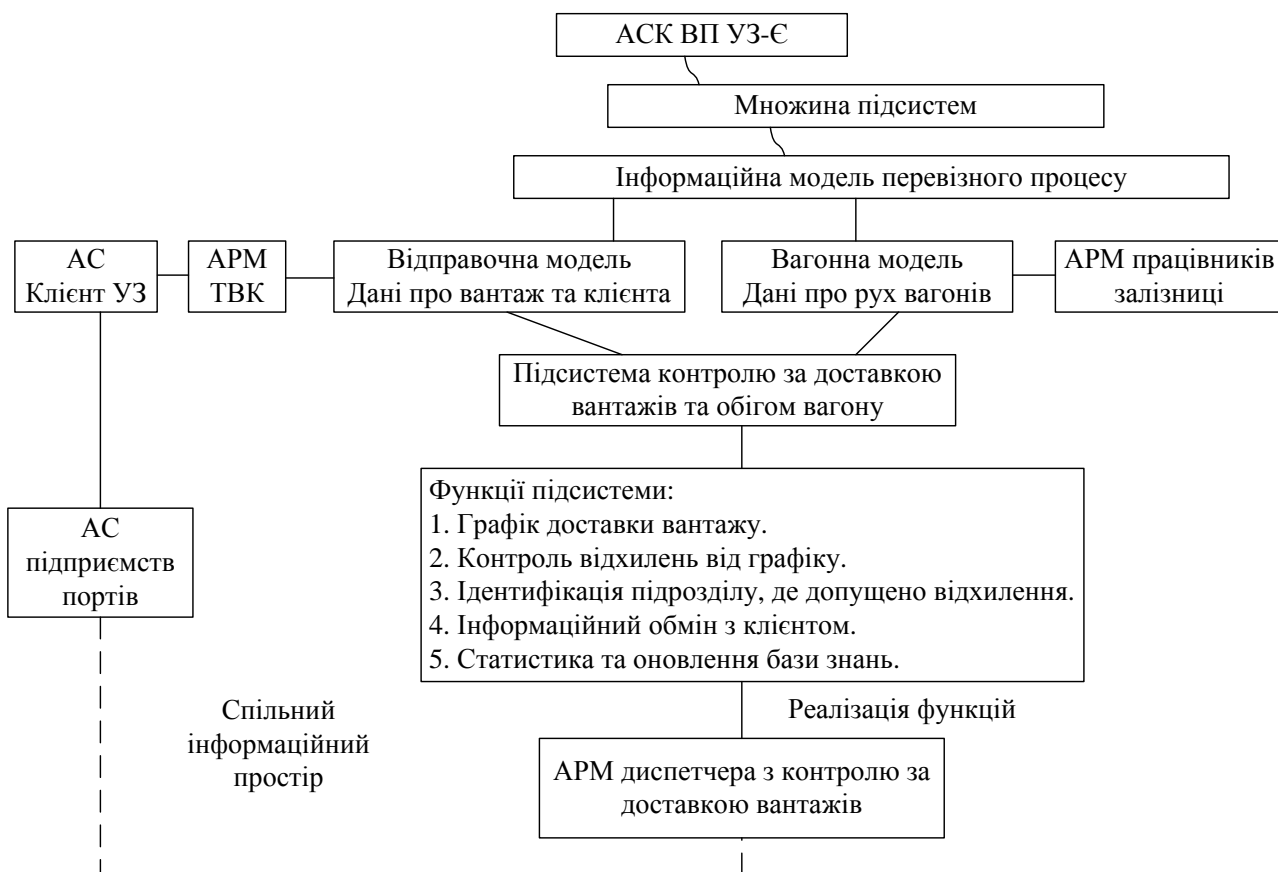 АСК ВП УЗ-Є
Множина підсистем
Інформаційна модель перевізного процесу
АС
Клієнт УЗ
АРМ
ТВК
Відправочна модель
Дані про вантаж та клієнта
Вагонна модель
Дані про рух вагонів
АРМ працівників
залізниці
Підсистема контролю за доставкою
вантажів та обігом вагону
Функції підсистеми:
1. Графік доставки вантажу.
2. Контроль відхилень від графіку.
3. Ідентифікація підрозділу, де допущено відхилення.
4. Інформаційний обмін з клієнтом.
5. Статистика та оновлення бази знань.
АС
підприємств
портів
Спільний
інформаційний
простір
Реалізація функцій
АРМ диспетчера з контролю за
доставкою вантажів